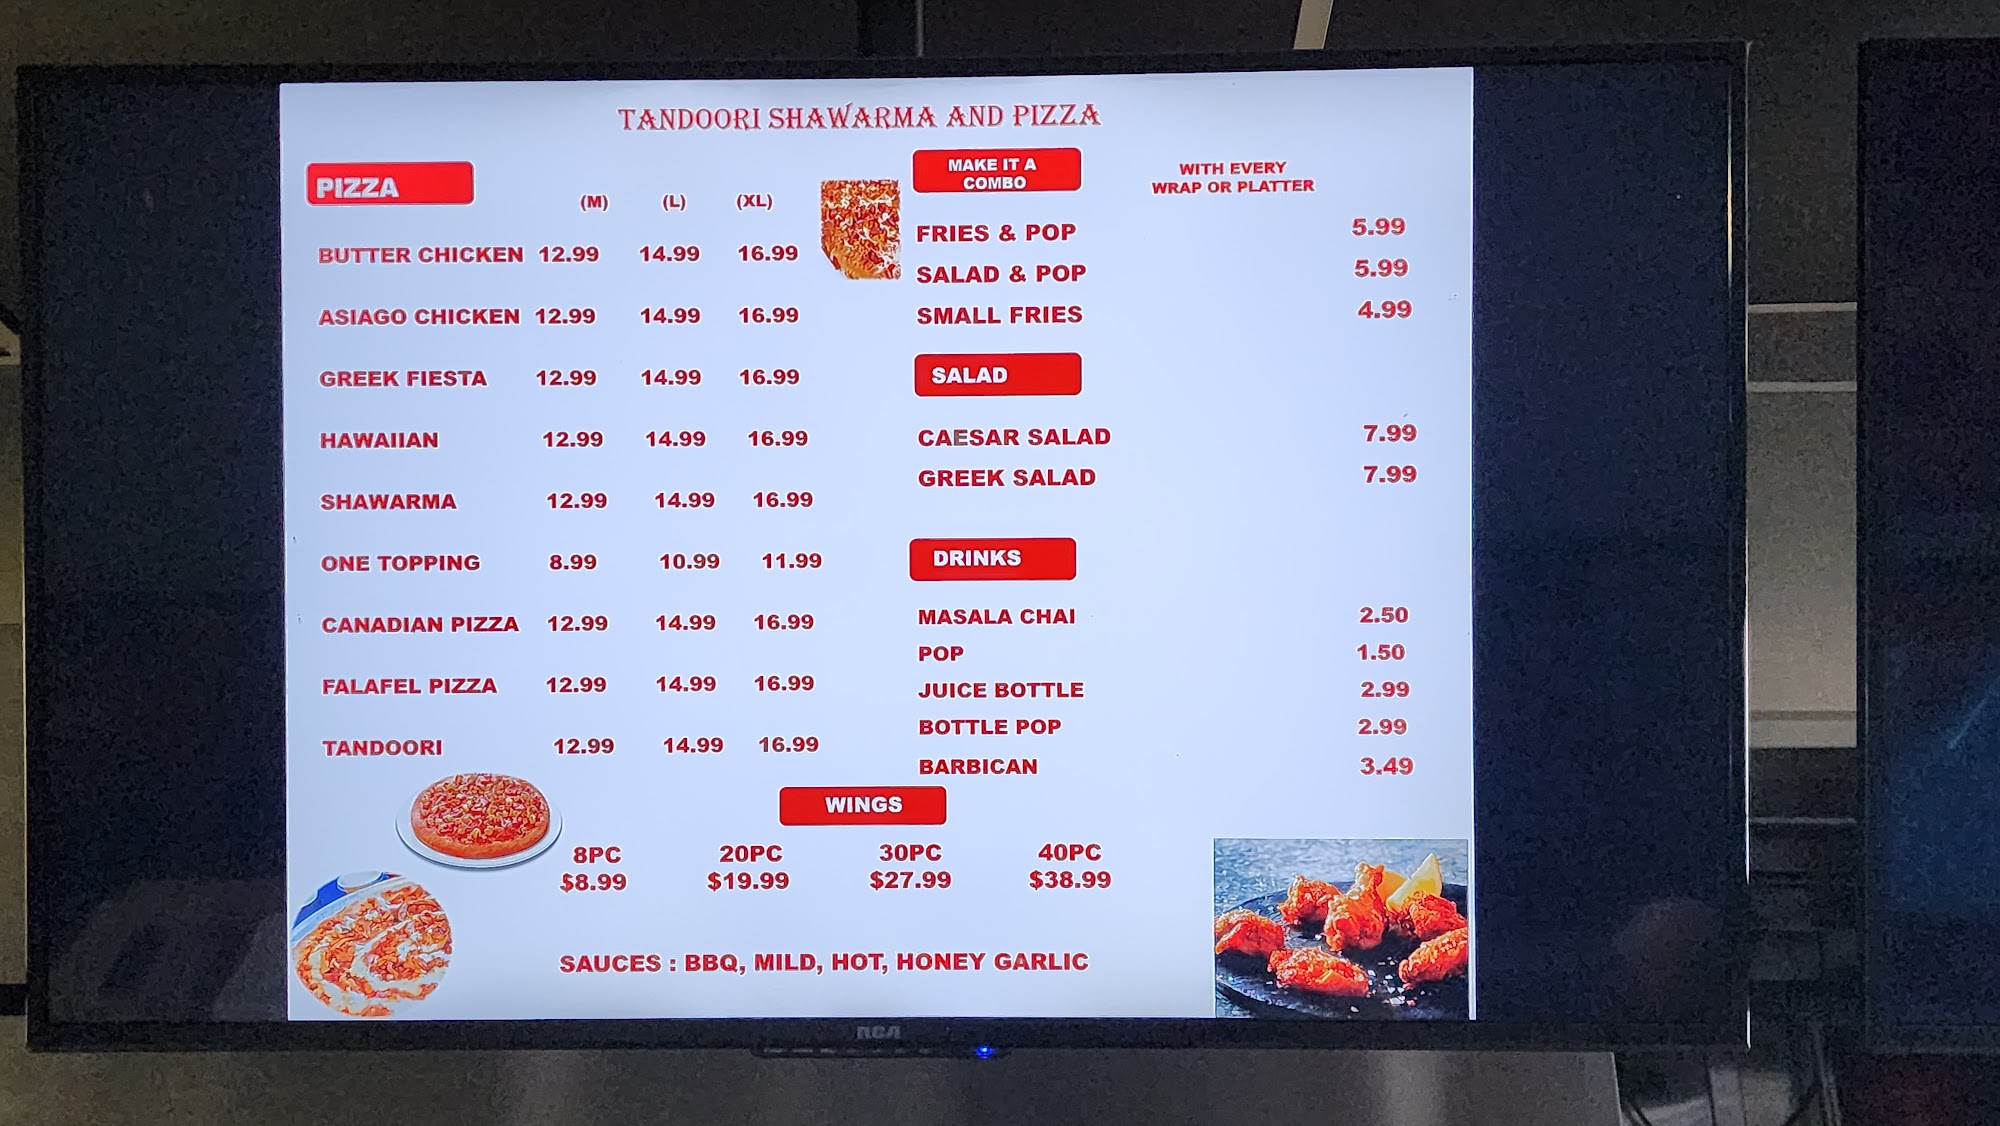 TANDOORI SHAWARMA AND PIZZA
PIZZA
(M) (L) (XL)
BUTTER CHICKEN 12.99 14.99 16.99
ASIAGO CHICKEN 12.99 14.99 16.99
GREEK FIESTA 12.99 14.99 16.99
HAWAIIAN 12.99 14.99 16.99
SHAWARMA 12.99 14.99 16.99
ONE TOPPING 8.99 10.99 11.99
CANADIAN PIZZA 12.99 14.99 16.99
FALAFEL PIZZA 12.99 14.99 16.99
TANDOORI 12.99 14.99 16.99
MAKE IT A
COMBO
WITH EVERY
WRAP OR PLATTER
FRIES & POP 5.99
SALAD & POP 5.99
SMALL FRIES 4.99
SALAD
CAESAR SALAD 7.99
GREEK SALAD 7.99
DRINKS
MASALA CHAI 2.50
POP 1.50
JUICE BOTTLE 2.99
BOTTLE POP 2.99
BARBICAN 3.49
WINGS
8PC 20PC 30PC 40PC
$8.99 $19.99 $27.99 $38.99
SAUCES : BBQ, MILD, HOT, HONEY GARLIC
RCA